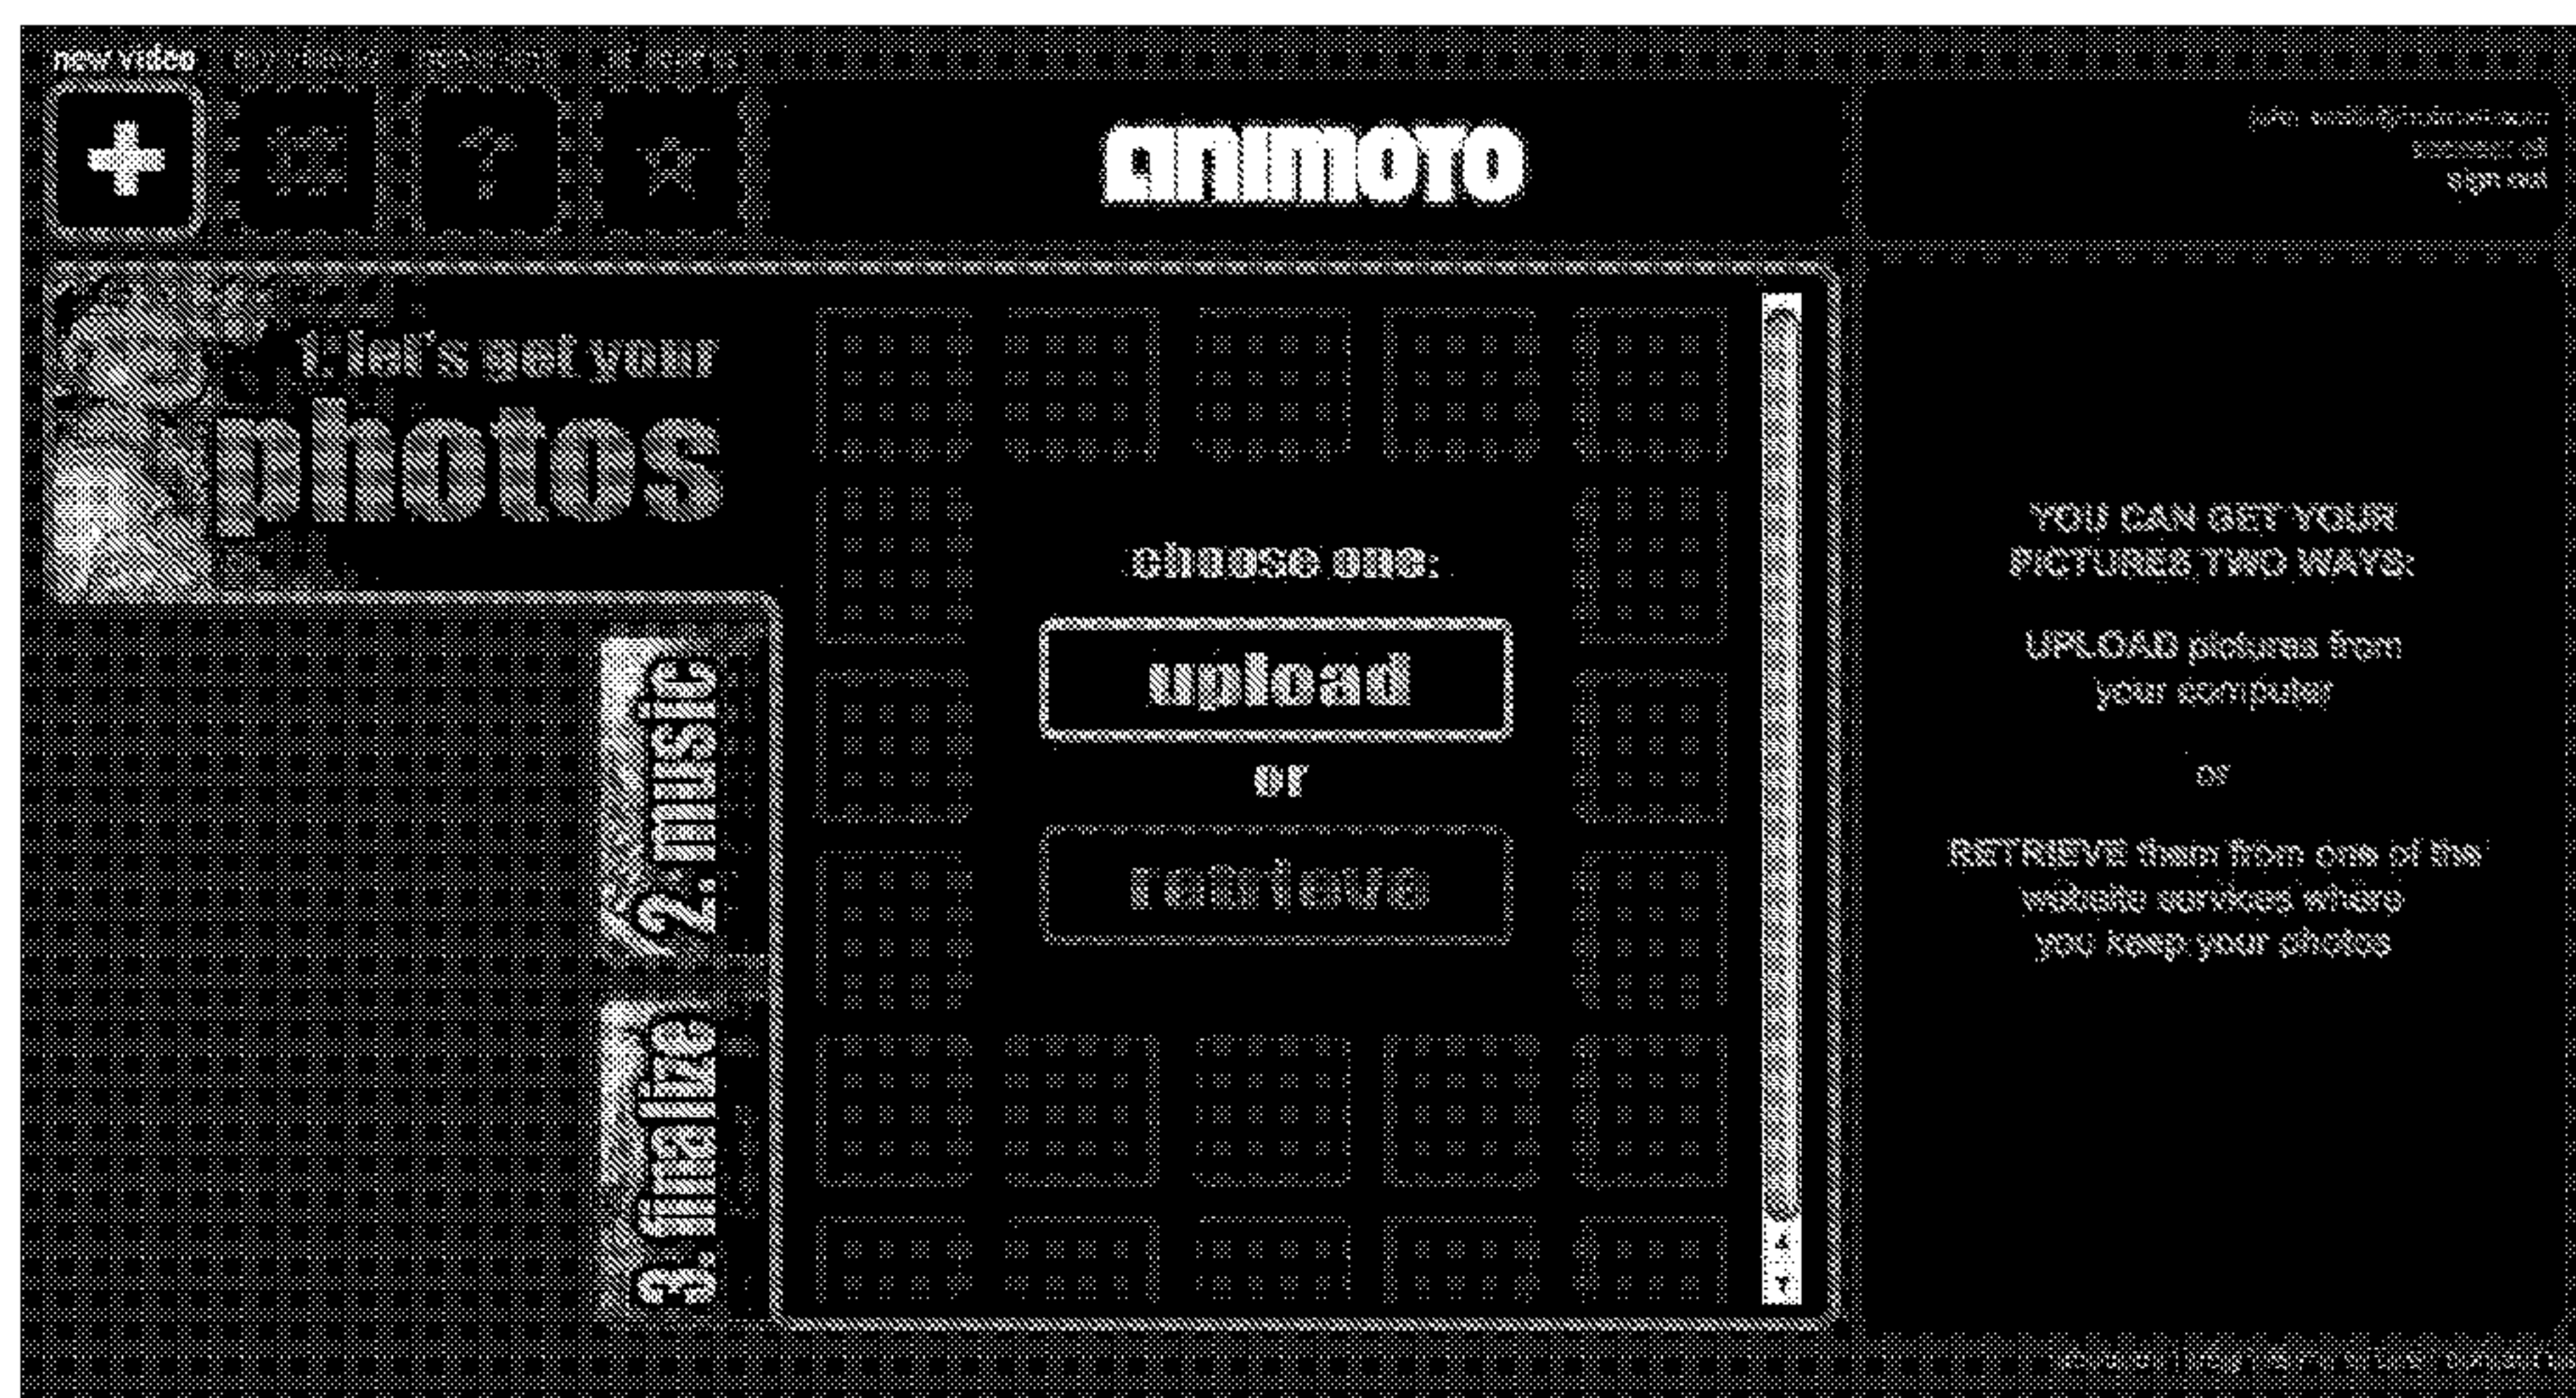 new video
animoto
sign out
1. let's get your
photos
choose one:
upload
or
retrieve
2. music
3. finalize
YOU CAN GET YOUR
PICTURES TWO WAYS:
UPLOAD pictures from
your computer
or
RETRIEVE them from one of the
website services where
you keep your photos